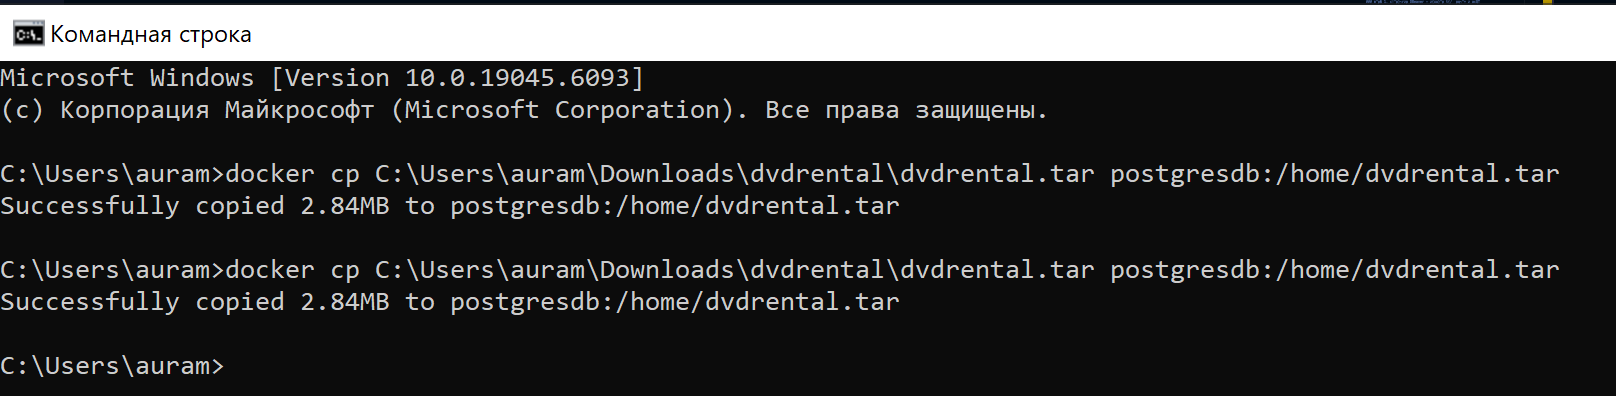 Командная строка
Microsoft Windows [Version 10.0.19045.6093]
(c) Корпорация Майкрософт (Microsoft Corporation). Все права защищены.
C:\Users\auram>docker cp C:\Users\auram\Downloads\dvdrental\dvdrental.tar postgresdb:/home/dvdrental.tar
Successfully copied 2.84MB to postgresdb:/home/dvdrental.tar
C:\Users\auram>docker cp C:\Users\auram\Downloads\dvdrental\dvdrental.tar postgresdb:/home/dvdrental.tar
Successfully copied 2.84MB to postgresdb:/home/dvdrental.tar
C:\Users\auram>